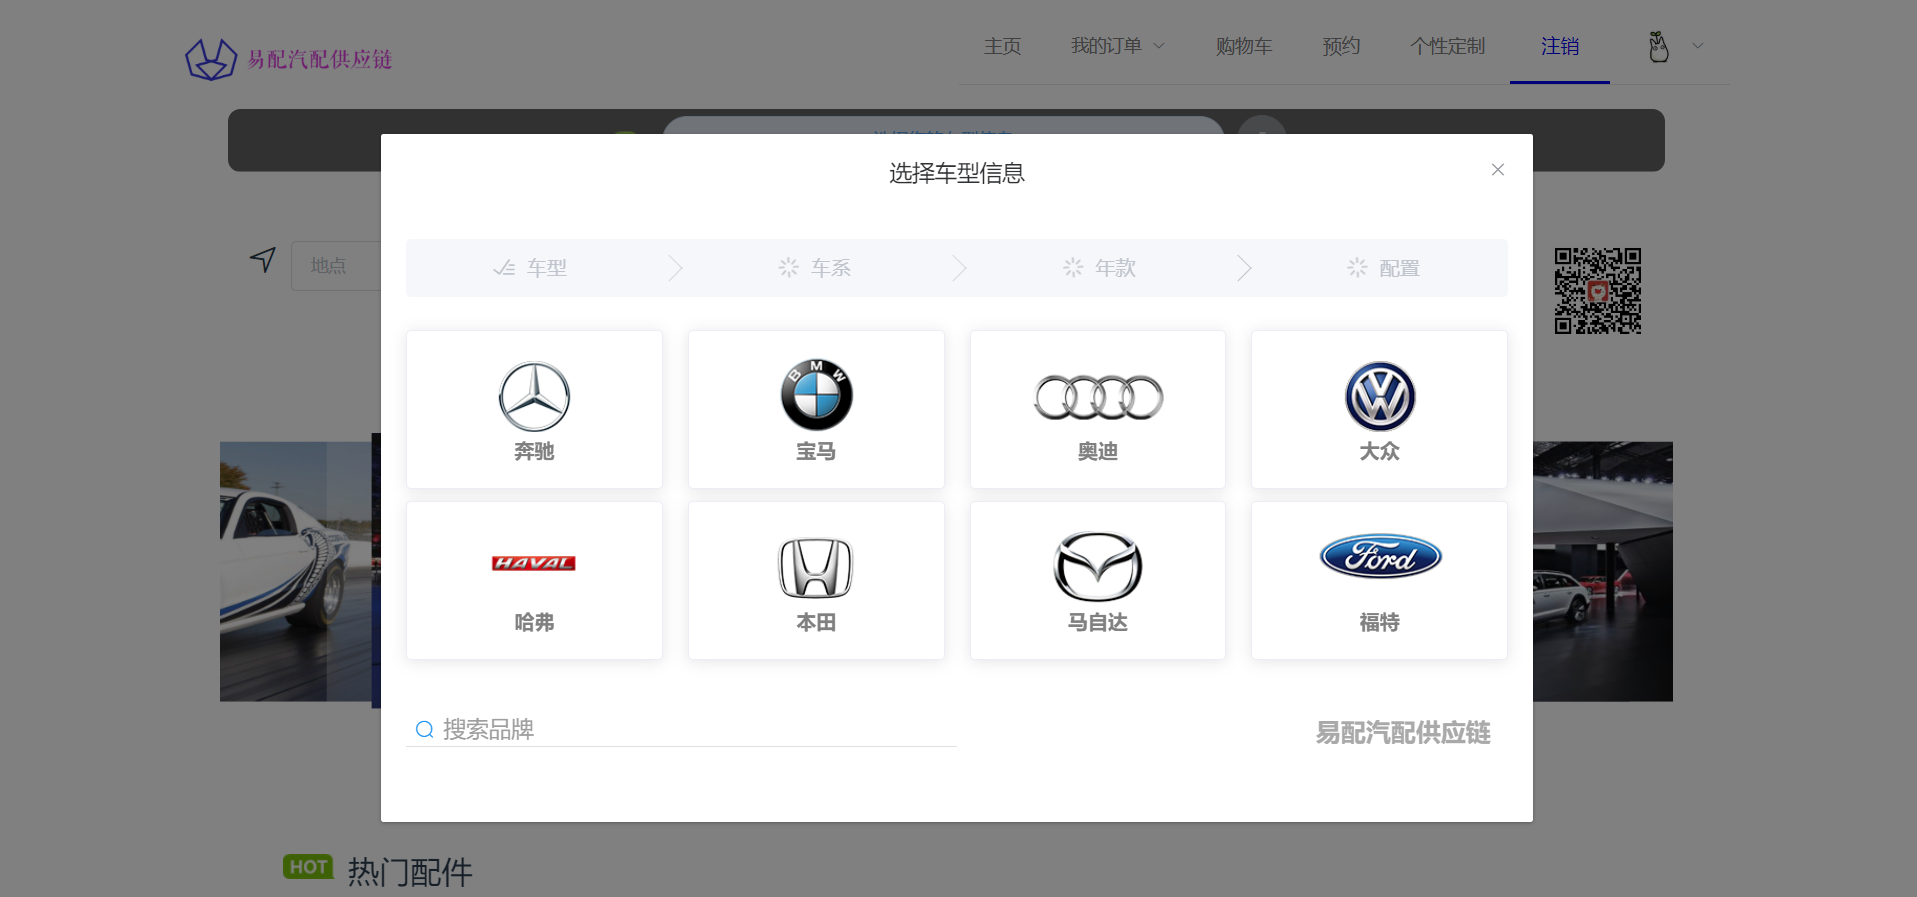 易配汽配供应链
主页 我的订单 购物车 预约 个性定制 注销
选择车型信息
地点
车型 车系 年款 配置
BMW
奔驰 宝马 奥迪 大众
HAVAL
Ford
哈弗 本田 马自达 福特
搜索品牌
易配汽配供应链
HOT 热门配件